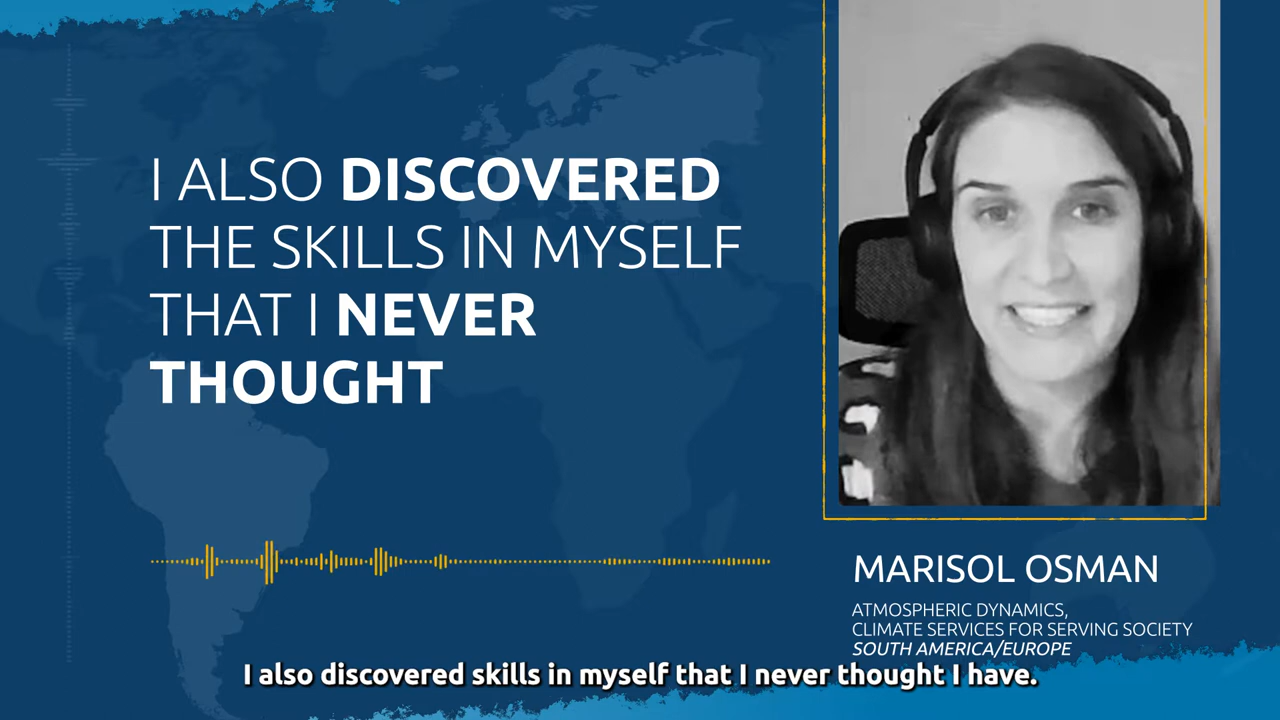 I ALSO DISCOVERED
THE SKILLS IN MYSELF
THAT I NEVER
THOUGHT
MARISOL OSMAN
ATMOSPHERIC DYNAMICS,
CLIMATE SERVICES FOR SERVING SOCIETY
SOUTH AMERICA/EUROPE
I also discovered skills in myself that I never thought I have.